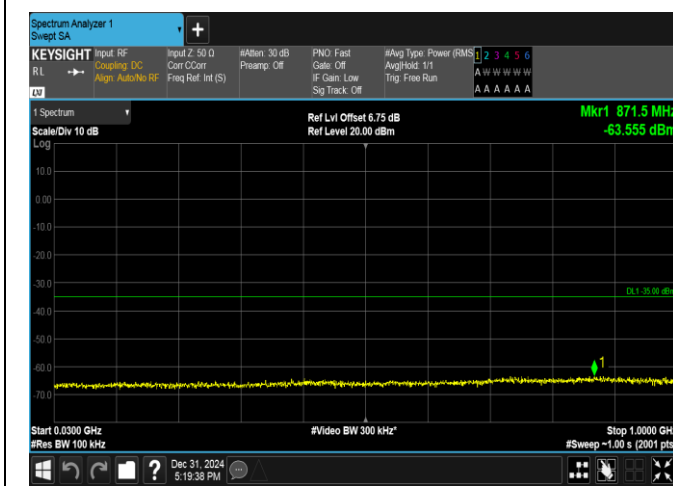 Spectrum Analyzer 1
Swept SA
KEYSIGHT Input: RF Input Z: 50 Ω #Atten: 30 dB PNO: Fast #Avg Type: Power (RMS 1 2 3 4 5 6
RL Coupling: DC Corr CCorr Preamp: Off Gate: Off Avg|Hold: 1/1 A W W W W W
Align: Auto/No RF Freq Ref: Int (S) IF Gain: Low Trig: Free Run
LXI Sig Track: Off A A A A A A
1 Spectrum Ref Lvl Offset 6.75 dB Mkr1 871.5 MHz
Scale/Div 10 dB Ref Level 20.00 dBm -63.555 dBm
Log
10.0
0.00
-10.0
-20.0
-30.0
DL1 -35.00 dBm
-40.0
-50.0
1
-60.0
-70.0
Start 0.0300 GHz #Video BW 300 kHz* Stop 1.0000 GHz
#Res BW 100 kHz #Sweep ~1.00 s (2001 pts
Dec 31, 2024
5:19:38 PM